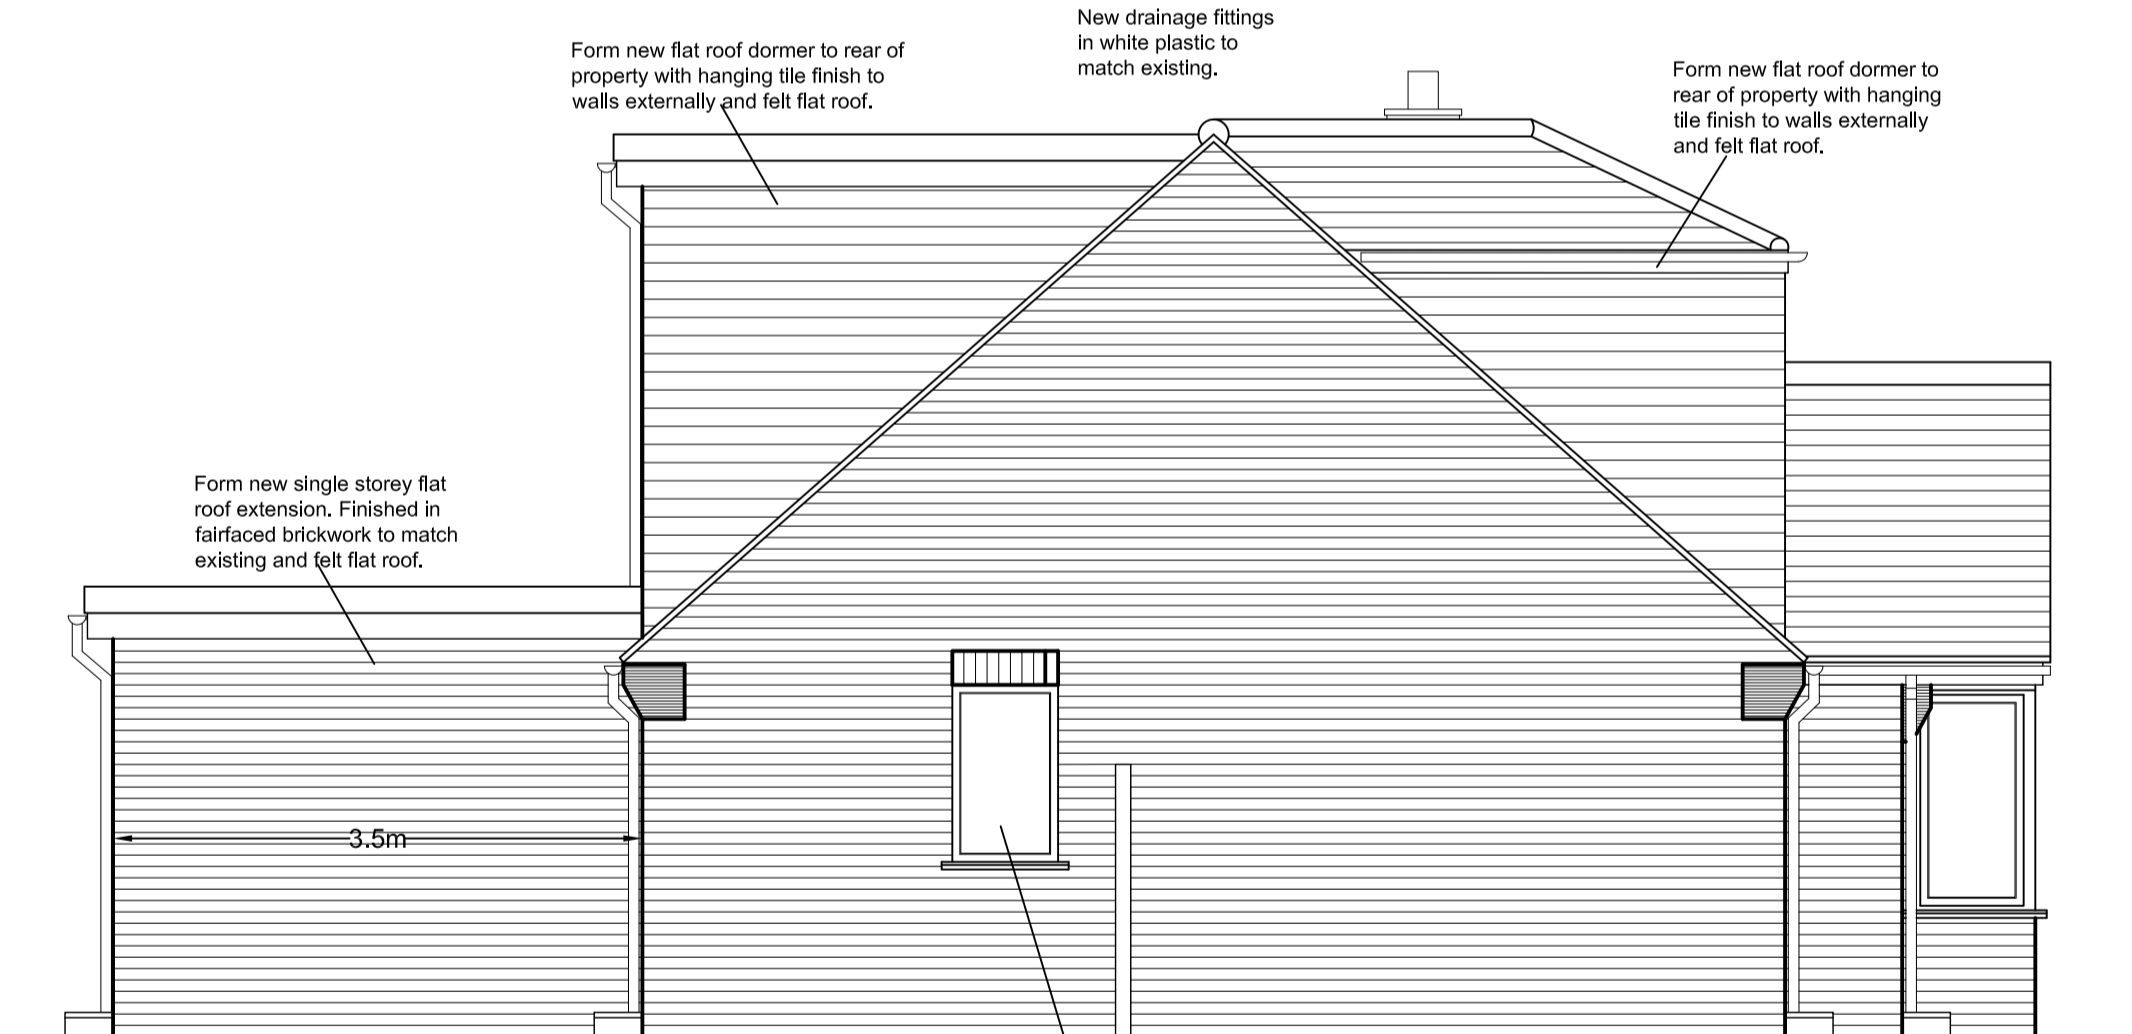 New drainage fittings
in white plastic to
match existing.
Form new flat roof dormer to rear of
property with hanging tile finish to
walls externally and felt flat roof.
Form new flat roof dormer to
rear of property with hanging
tile finish to walls externally
and felt flat roof.
Form new single storey flat
roof extension. Finished in
fairfaced brickwork to match
existing and felt flat roof.
3.5m